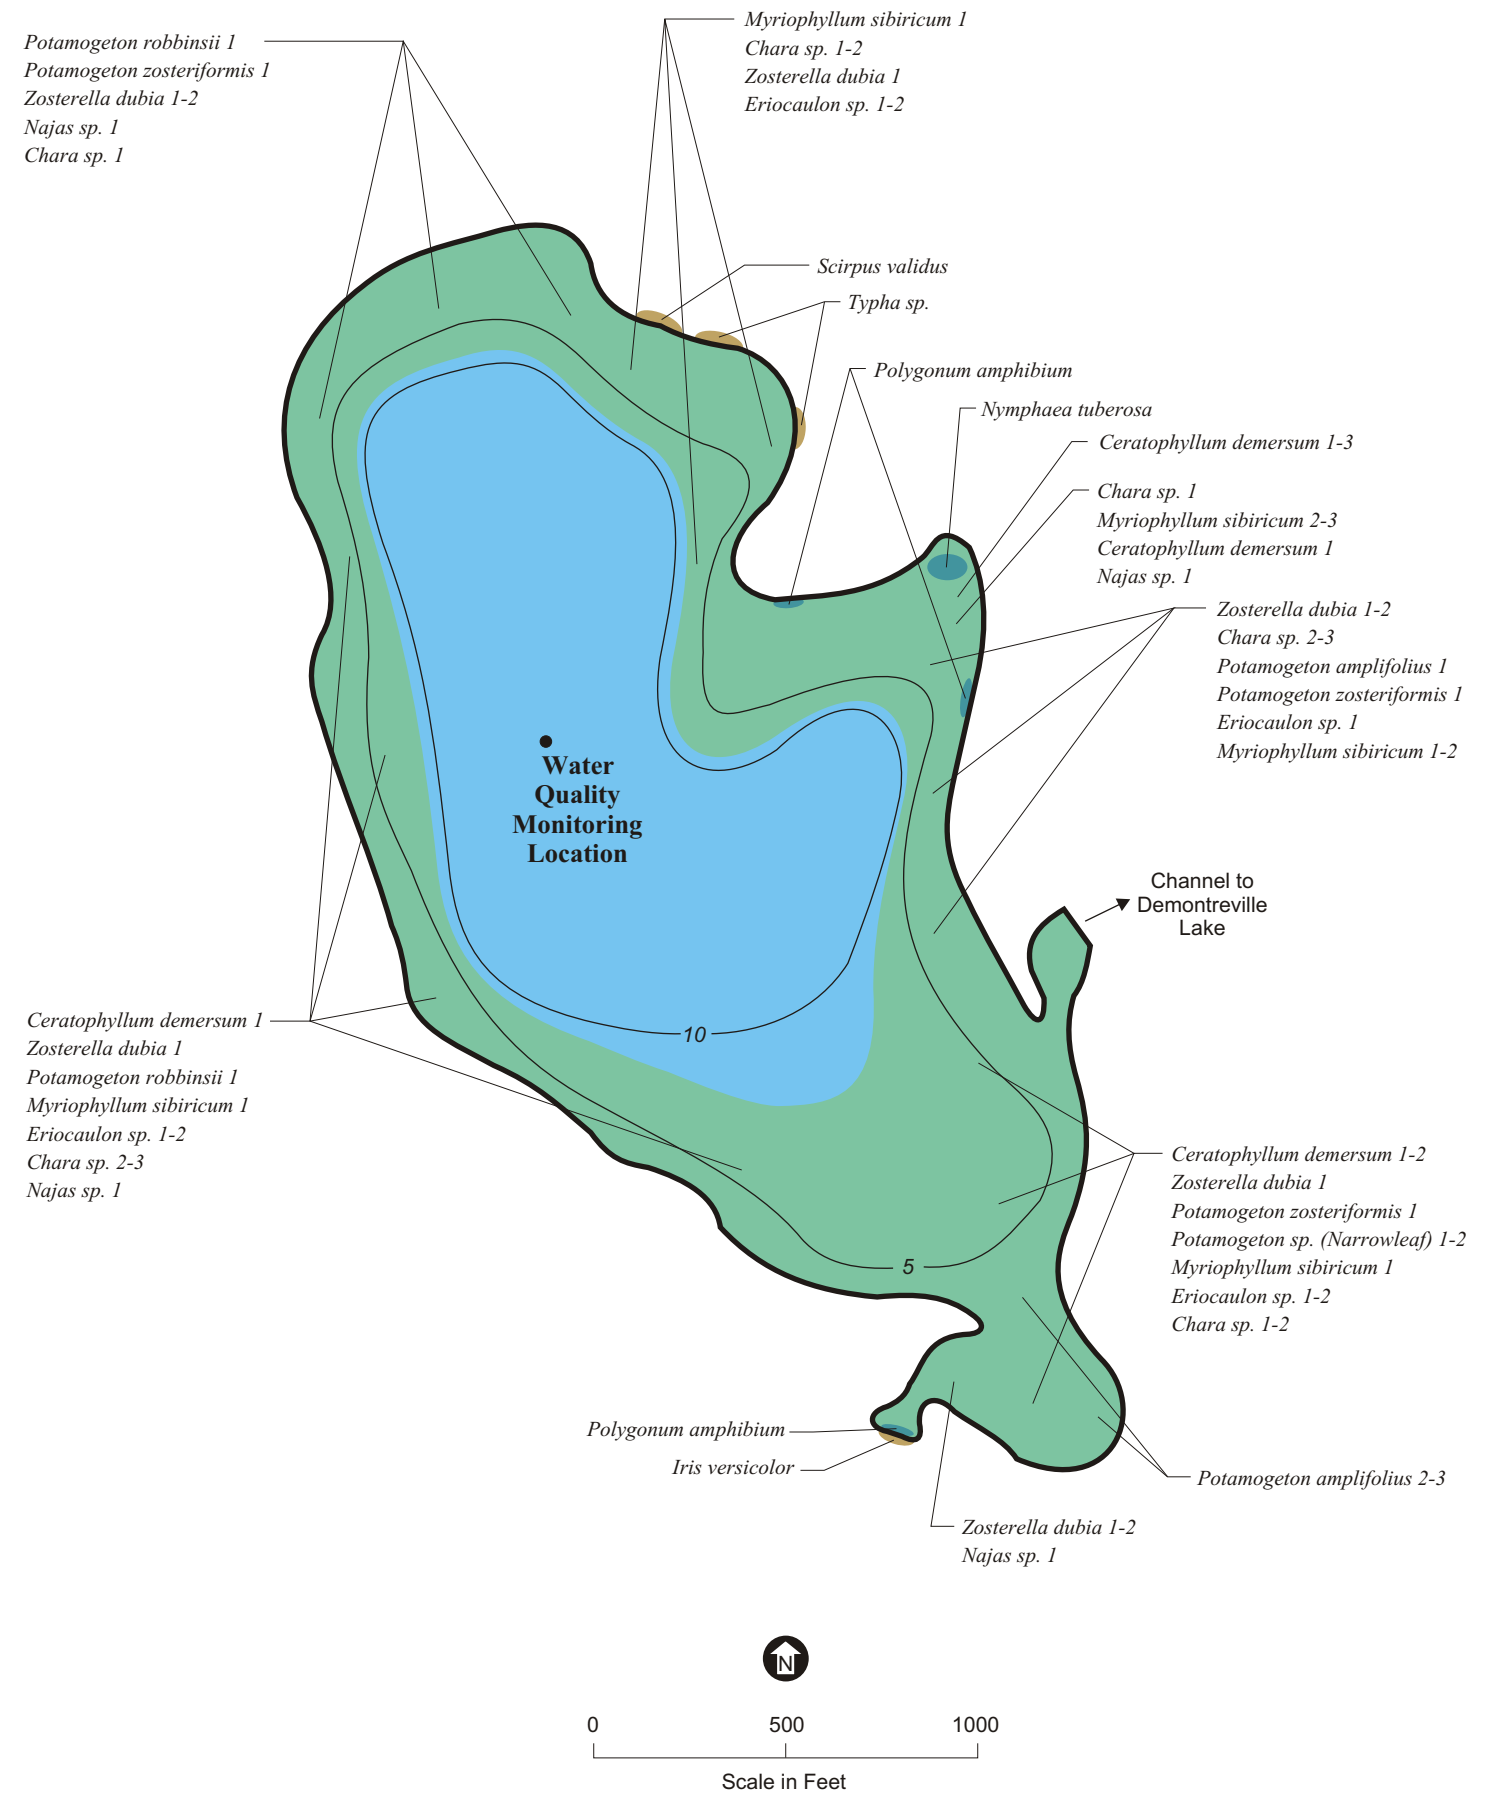 Potamogeton robbinsii 1
Potamogeton zosteriformis 1
Zosterella dubia 1-2
Najas sp. 1
Chara sp. 1
Myriophyllum sibiricum 1
Chara sp. 1-2
Zosterella dubia 1
Eriocaulon sp. 1-2
Scirpus validus
Typha sp.
Polygonum amphibium
Nymphaea tuberosa
Ceratophyllum demersum 1-3
Chara sp. 1
Myriophyllum sibiricum 2-3
Ceratophyllum demersum 1
Najas sp. 1
Zosterella dubia 1-2
Chara sp. 2-3
Potamogeton amplifolius 1
Potamogeton zosteriformis 1
Eriocaulon sp. 1
Myriophyllum sibiricum 1-2
Water
Quality
Monitoring
Location
Channel to
Demontreville
Lake
10
Ceratophyllum demersum 1
Zosterella dubia 1
Potamogeton robbinsii 1
Myriophyllum sibiricum 1
Eriocaulon sp. 1-2
Chara sp. 2-3
Najas sp. 1
Ceratophyllum demersum 1-2
Zosterella dubia 1
Potamogeton zosteriformis 1
Potamogeton sp. (Narrowleaf) 1-2
Myriophyllum sibiricum 1
Eriocaulon sp. 1-2
Chara sp. 1-2
5
Polygonum amphibium
Iris versicolor
Potamogeton amplifolius 2-3
Zosterella dubia 1-2
Najas sp. 1
N
0 500 1000
Scale in Feet